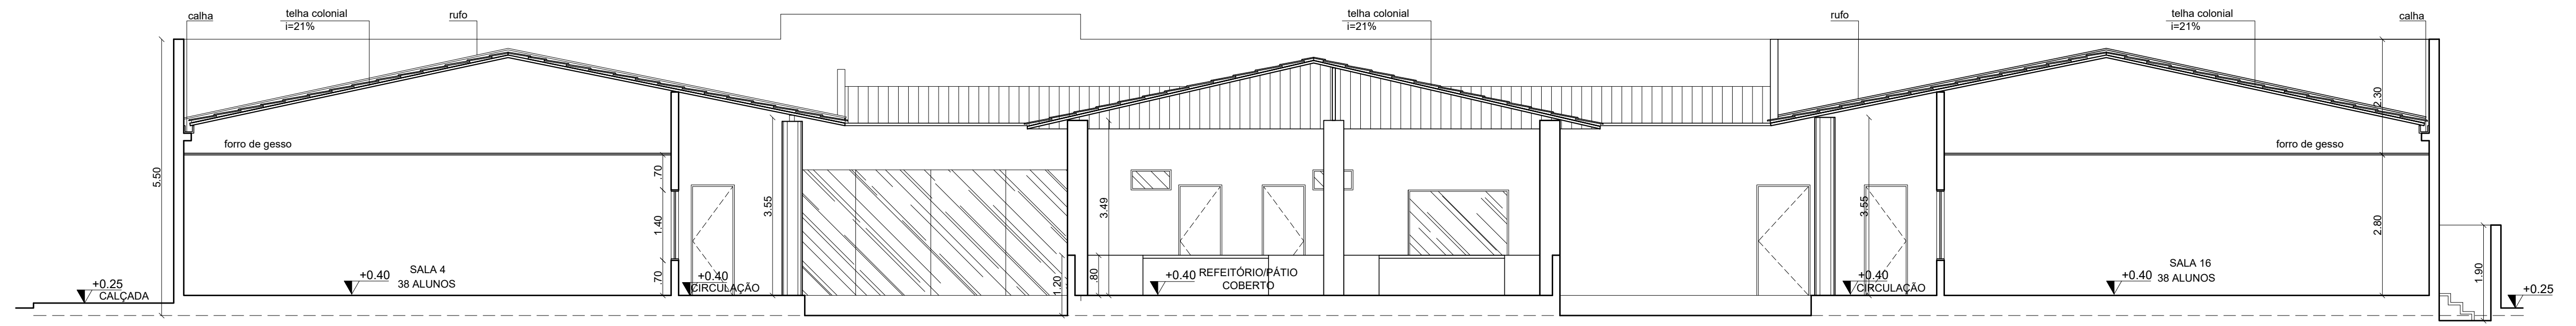 calha
telha colonial
i=21%
rufo
telha colonial
i=21%
rufo
telha colonial
i=21%
calha
forro de gesso
forro de gesso
5.50
.70
1.40
.70
3.55
3.49
1.20
.80
3.55
2.30
2.80
1.90
+0.25
CALÇADA
+0.40
SALA 4
38 ALUNOS
+0.40
CIRCULAÇÃO
+0.40
REFEITÓRIO/PÁTIO
COBERTO
+0.40
CIRCULAÇÃO
+0.40
SALA 16
38 ALUNOS
+0.25